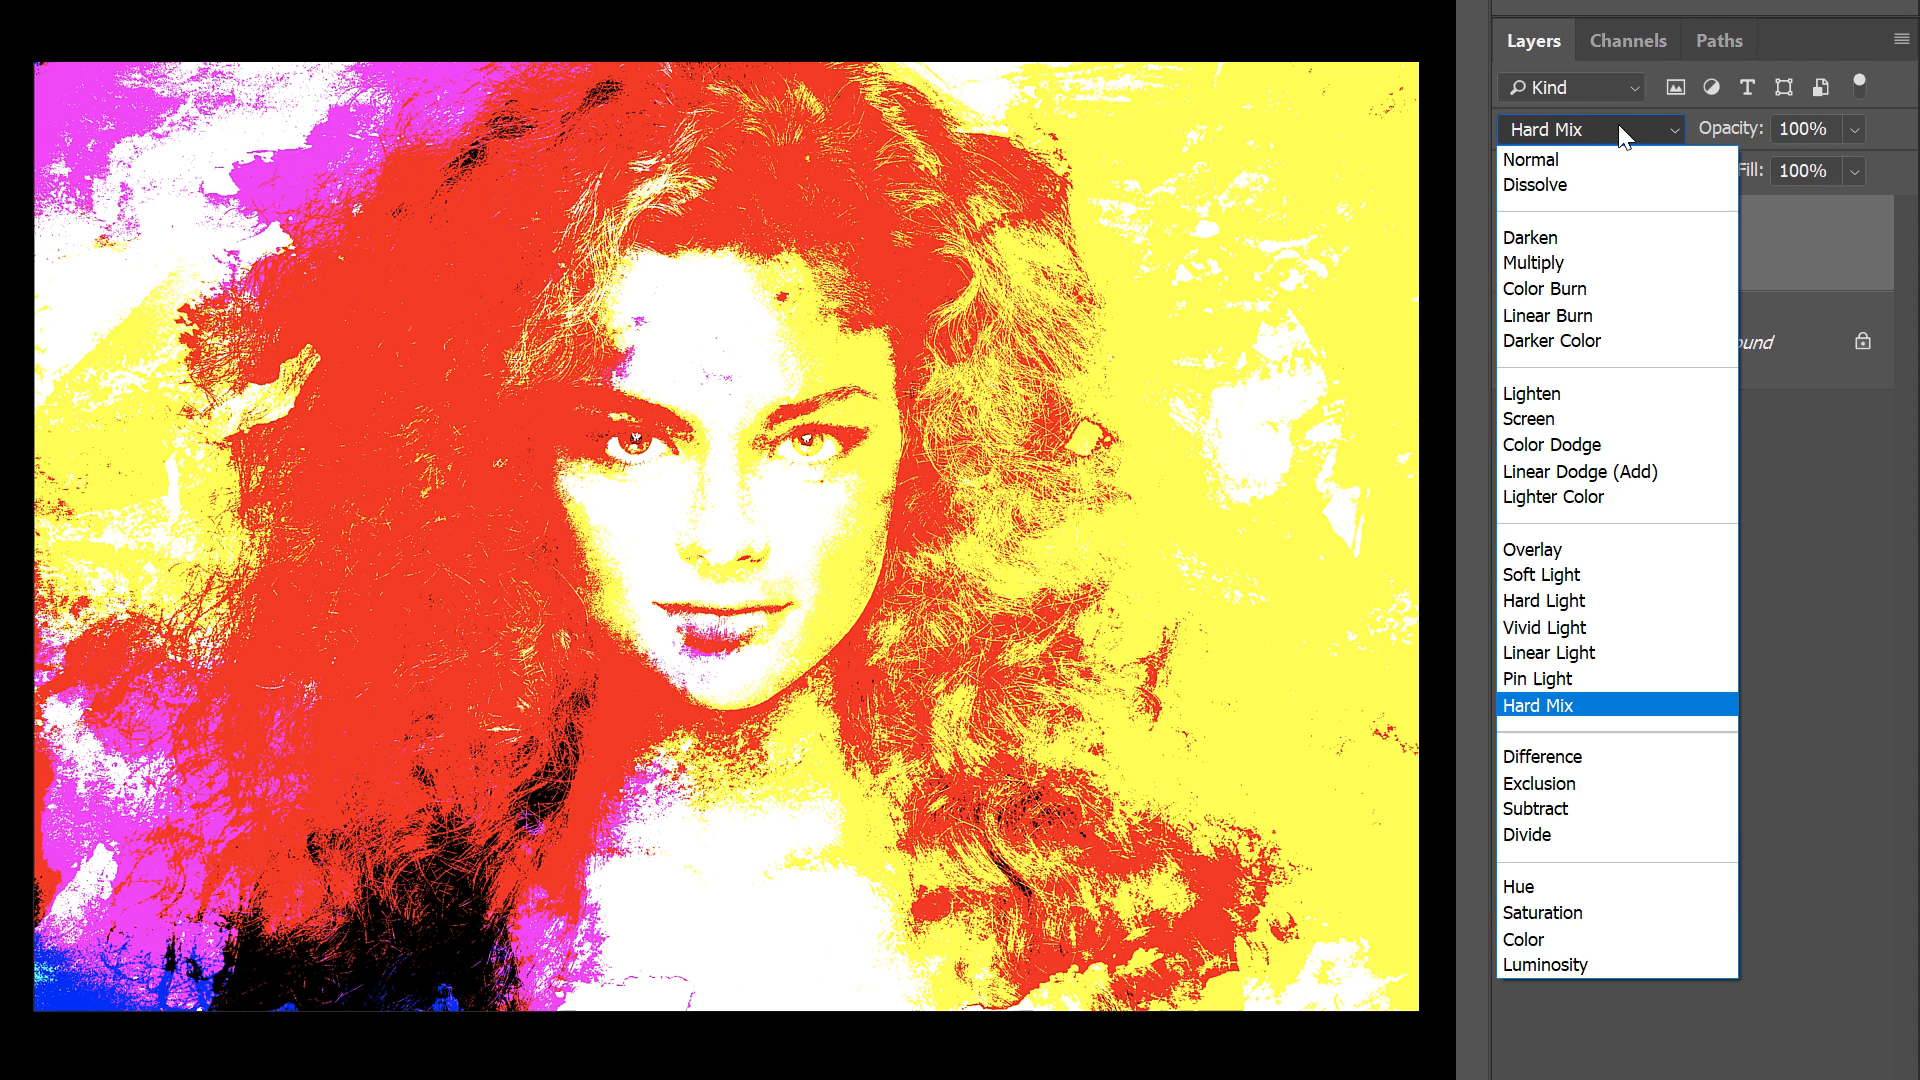 Layers Channels Paths
Kind
Hard Mix Opacity: 100%
Fill: 100%
Normal
Dissolve
Darken
Multiply
Color Burn
Linear Burn
Darker Color
Lighten
Screen
Color Dodge
Linear Dodge (Add)
Lighter Color
Overlay
Soft Light
Hard Light
Vivid Light
Linear Light
Pin Light
Hard Mix
Difference
Exclusion
Subtract
Divide
Hue
Saturation
Color
Luminosity